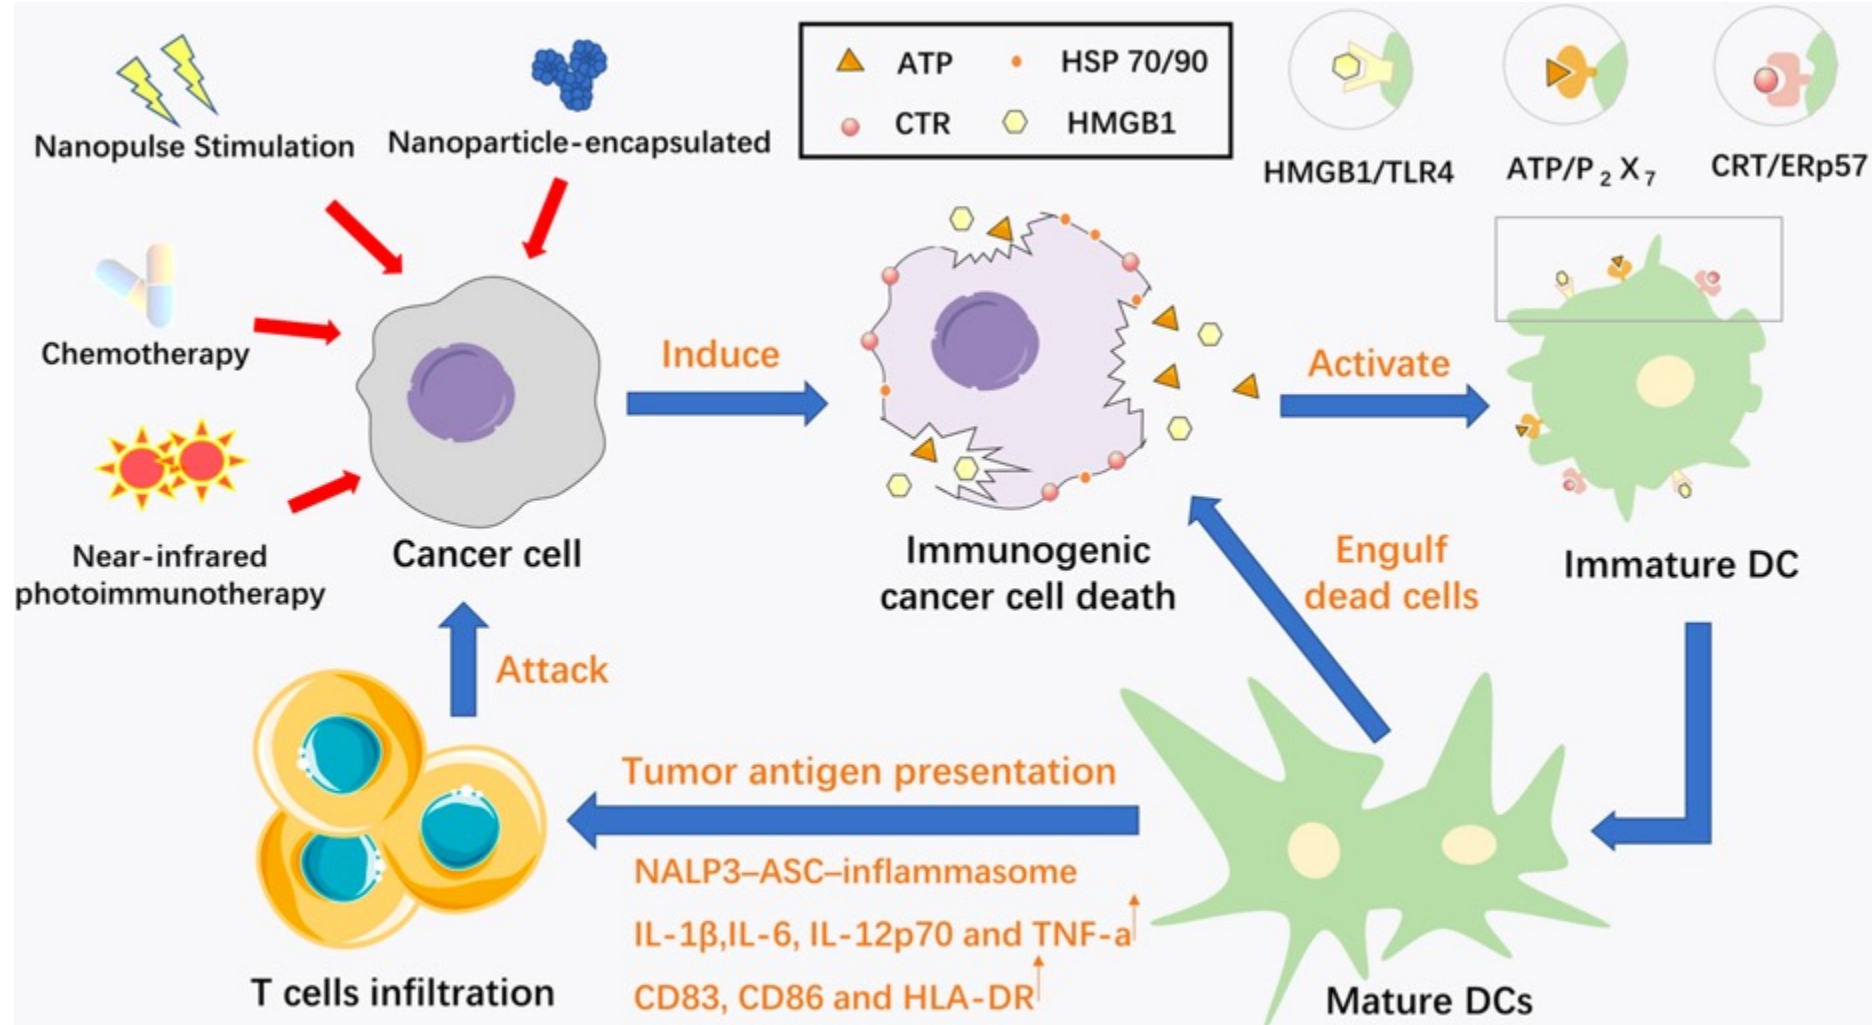 Nanopulse Stimulation
Nanoparticle-encapsulated
ATP
HSP 70/90
CTR
HMGB1
HMGB1/TLR4
ATP/P 2 X 7
CRT/ERp57
Chemotherapy
Induce
Activate
Near-infrared
photoimmunotherapy
Cancer cell
Immunogenic
cancer cell death
Engulf
dead cells
Immature DC
Attack
Tumor antigen presentation
NALP3–ASC–inflammasome
IL-1β,IL-6, IL-12p70 and TNF-a
CD83, CD86 and HLA-DR
T cells infiltration
Mature DCs